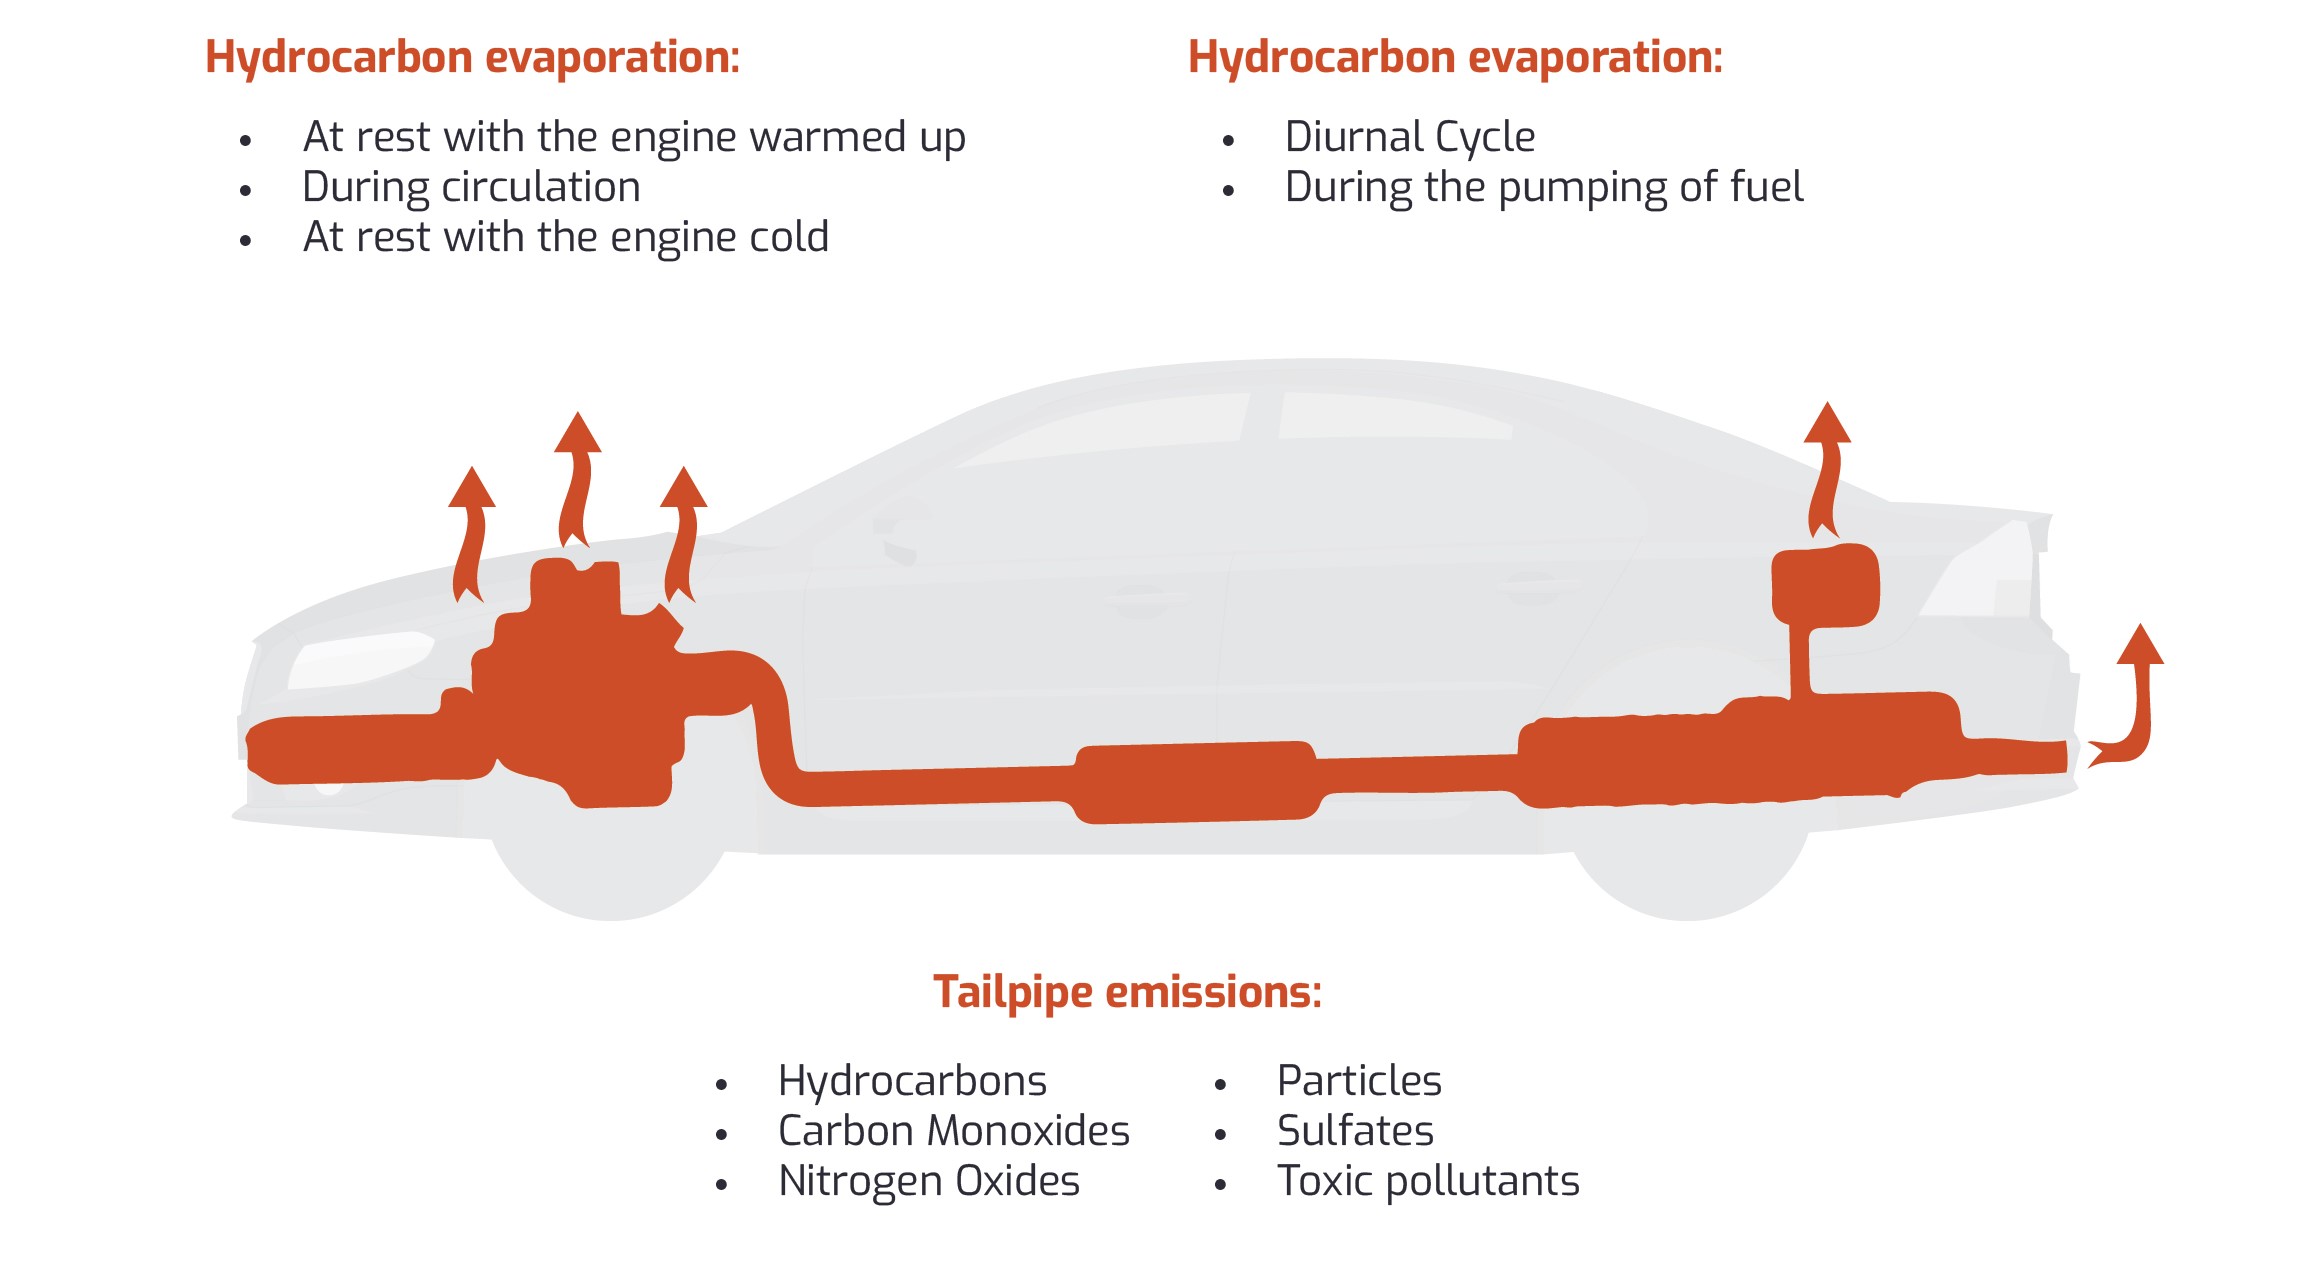 Hydrocarbon evaporation:
• At rest with the engine warmed up
• During circulation
• At rest with the engine cold
Hydrocarbon evaporation:
• Diurnal Cycle
• During the pumping of fuel
Tailpipe emissions:
• Hydrocarbons
• Carbon Monoxides
• Nitrogen Oxides
• Particles
• Sulfates
• Toxic pollutants